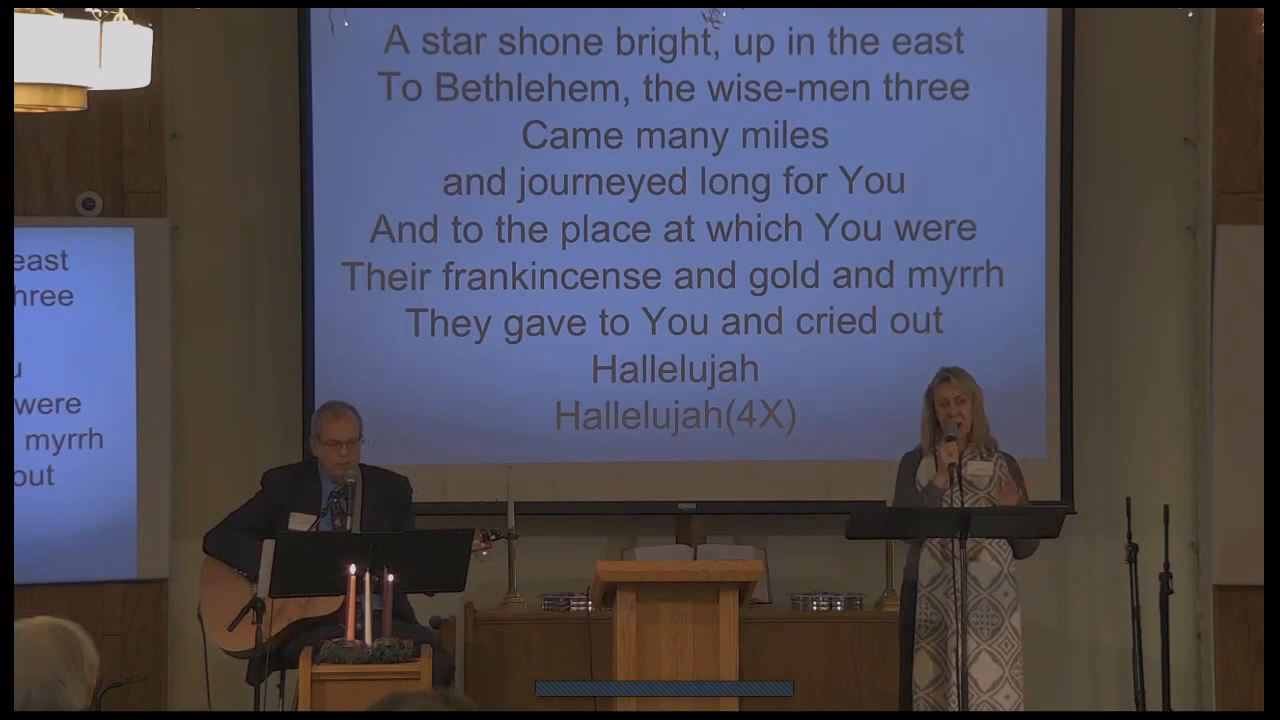 A star shone bright, up in the east
To Bethlehem, the wise-men three
Came many miles
and journeyed long for You
And to the place at which You were
Their frankincense and gold and myrrh
They gave to You and cried out
Hallelujah
Hallelujah(4X)
east
hree
u
were
myrrh
out